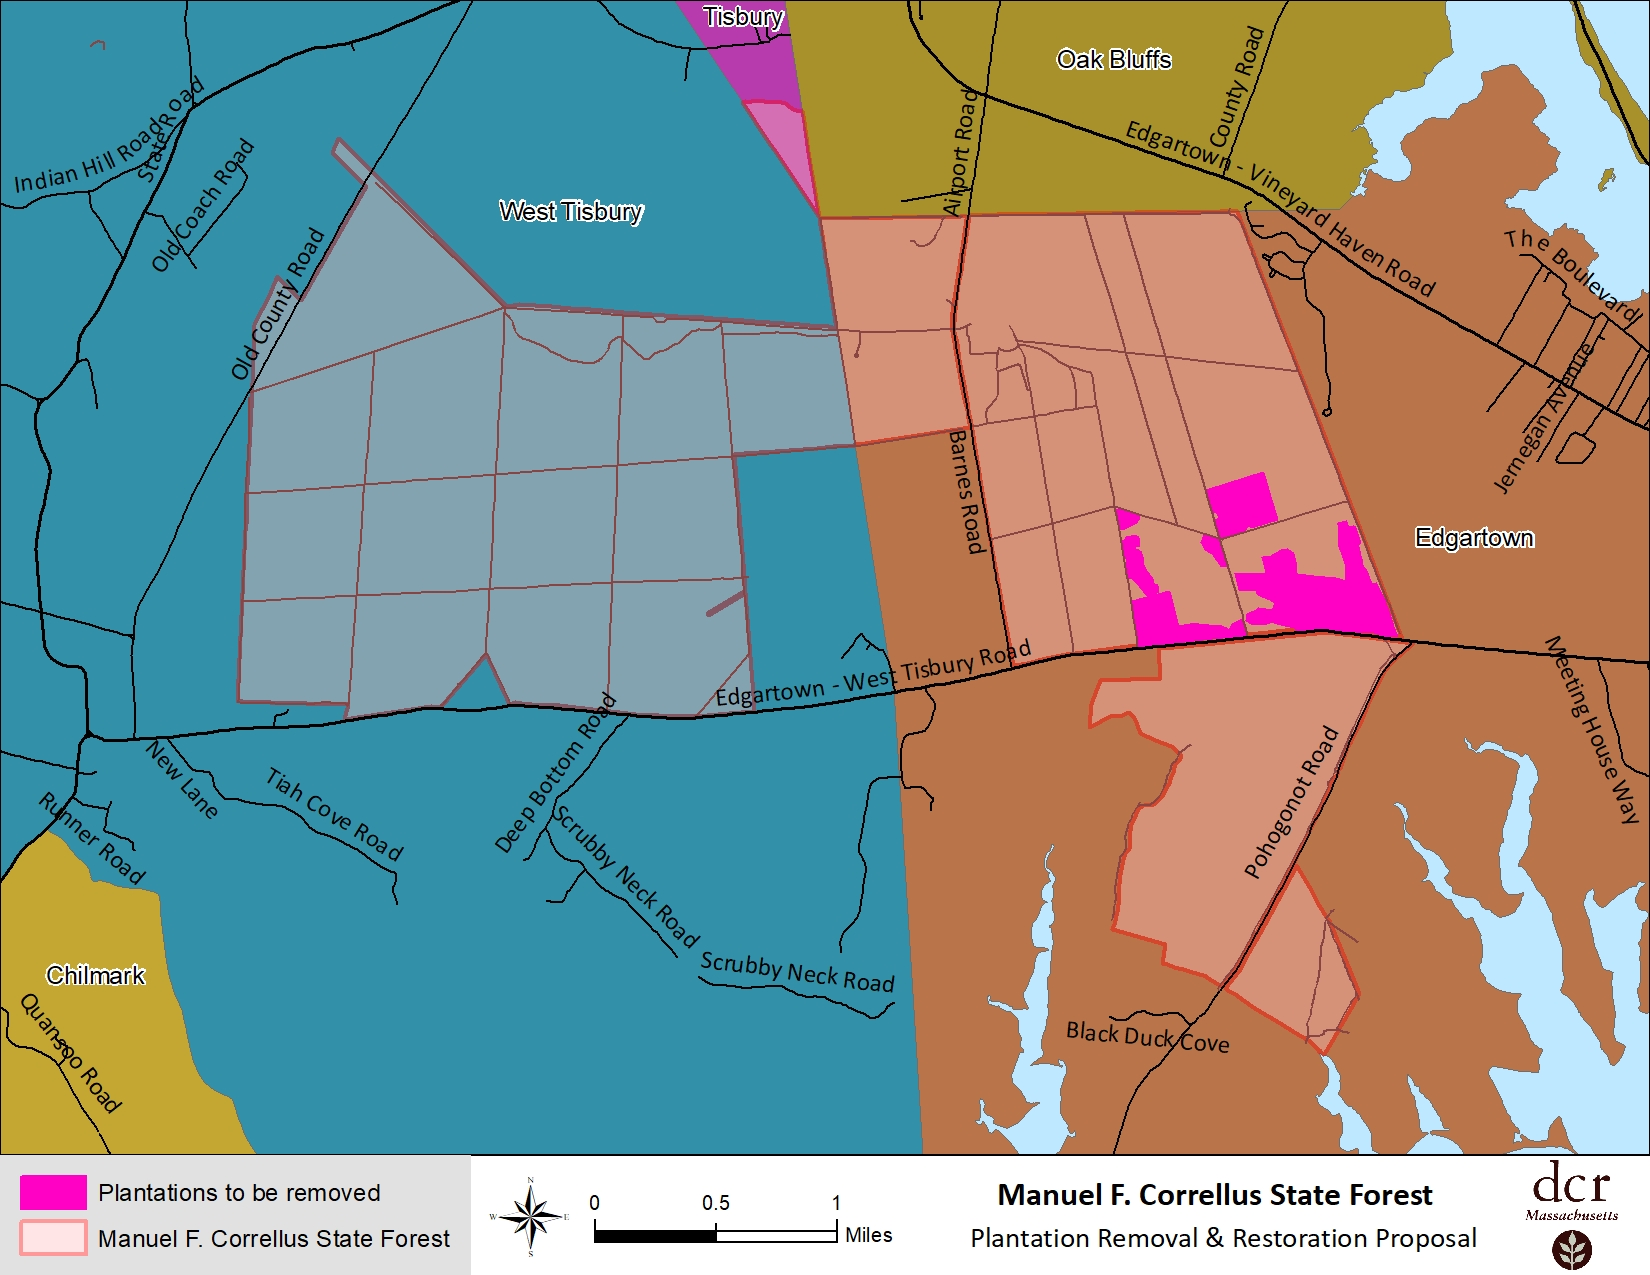 Tisbury
Oak Bluffs
County Road
Edgartown - Vineyard Haven Road
Airport Road
Indian Hill Road
State Road
Old Coach Road
West Tisbury
Old County Road
The Boulevard
Jernegan Avenue
Barnes Road
Edgartown
Edgartown - West Tisbury Road
Meeting House Way
Deep Bottom Road
New Lane
Tiah Cove Road
Runner Road
Scrubby Neck Road
Pohogonot Road
Scrubby Neck Road
Chilmark
Quansoo Road
Black Duck Cove
Plantations to be removed
Manuel F. Correllus State Forest
N
W E
S
0 0.5 1
Miles
Manuel F. Correllus State Forest
Plantation Removal & Restoration Proposal
dcr
Massachusetts